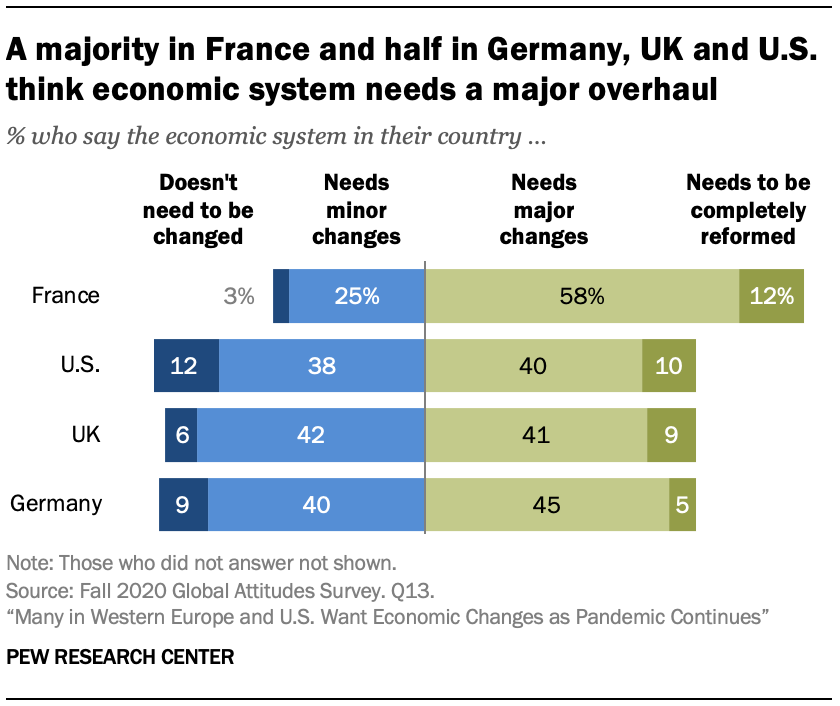 A majority in France and half in Germany, UK and U.S.
think economic system needs a major overhaul
% who say the economic system in their country ...
Doesn't
need to be
changed
Needs
minor
changes
Needs
major
changes
Needs to be
completely
reformed
France 3% 25% 58% 12%
U.S. 12 38 40 10
UK 6 42 41 9
Germany 9 40 45 5
Note: Those who did not answer not shown.
Source: Fall 2020 Global Attitudes Survey. Q13.
“Many in Western Europe and U.S. Want Economic Changes as Pandemic Continues”
PEW RESEARCH CENTER